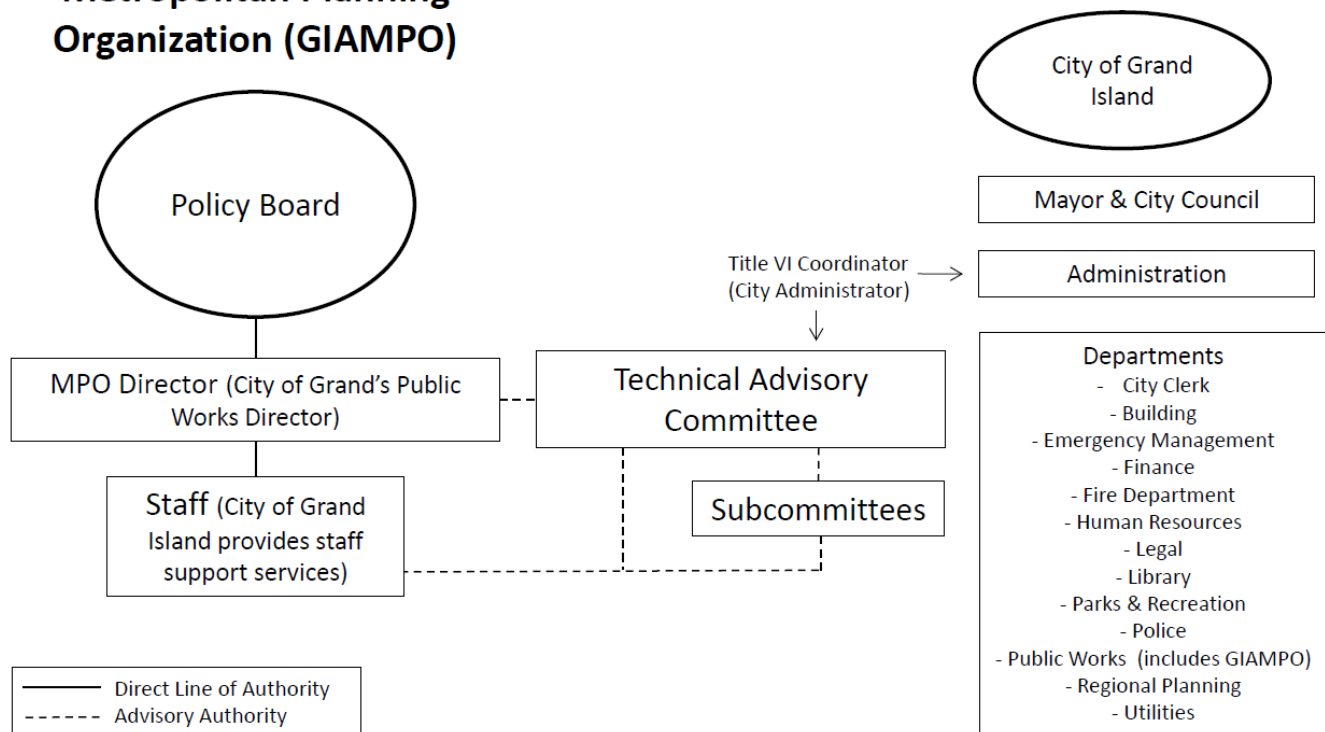 Metropolitan Planning
Organization (GIAMPO)
Policy Board
MPO Director (City of Grand's Public
Works Director)
Staff (City of Grand
Island provides staff
support services)
Title VI Coordinator
(City Administrator)
Technical Advisory
Committee
Subcommittees
City of Grand
Island
Mayor & City Council
Administration
Departments
- City Clerk
- Building
- Emergency Management
- Finance
- Fire Department
- Human Resources
- Legal
- Library
- Parks & Recreation
- Police
- Public Works (includes GIAMPO)
- Regional Planning
- Utilities
Direct Line of Authority
Advisory Authority